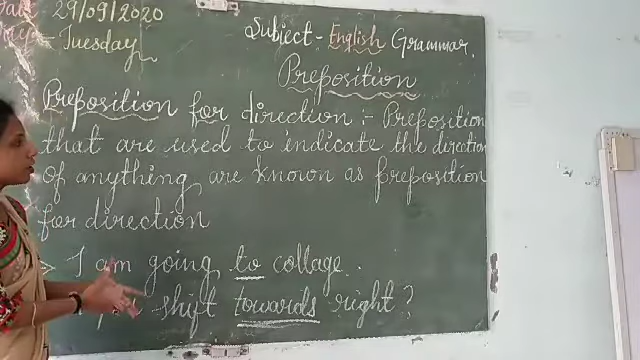 29/09/2020
Tuesday
Subject - English Grammar.
Preposition
Preposition for direction :- Preposition
that are used to indicate the direction
of anything, are known as preposition
for direction
I am going to collage.
shift towards right?